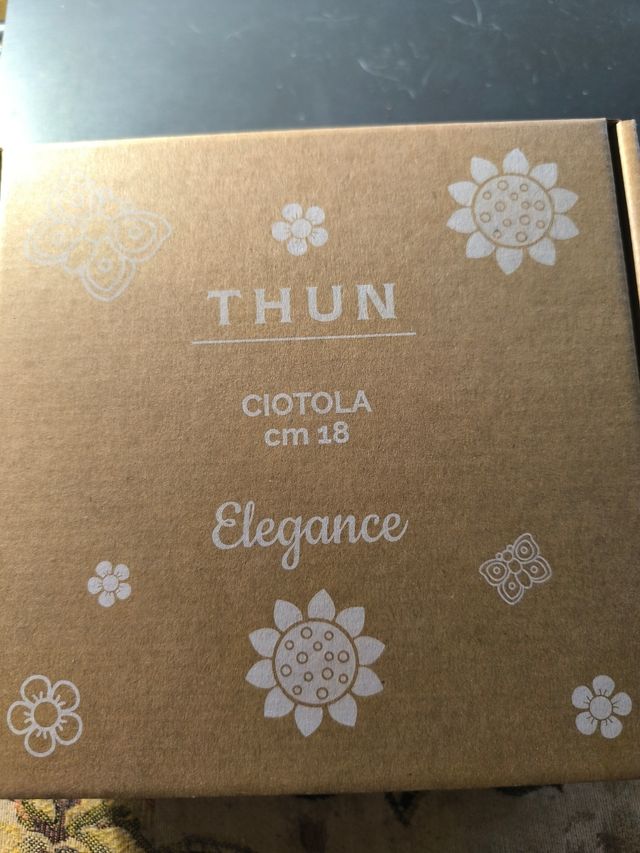 THUN
CIOTOLA
cm 18
Elegance